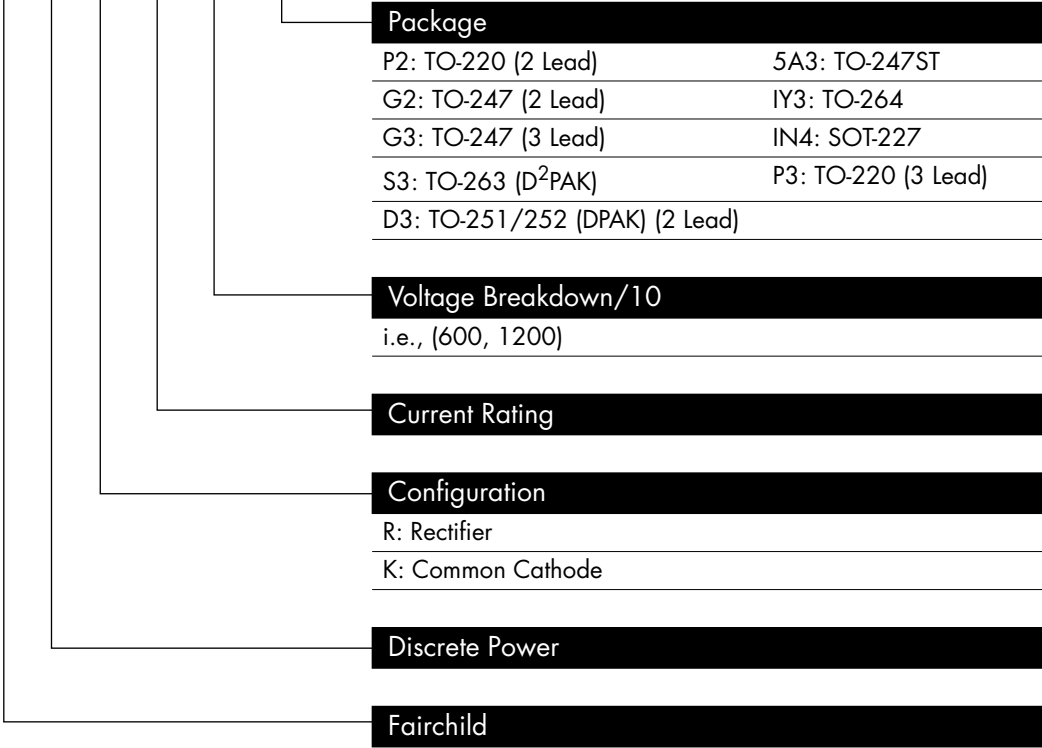 Package
P2: TO-220 (2 Lead) 5A3: TO-247ST
G2: TO-247 (2 Lead) IY3: TO-264
G3: TO-247 (3 Lead) IN4: SOT-227
S3: TO-263 (D²PAK) P3: TO-220 (3 Lead)
D3: TO-251/252 (DPAK) (2 Lead)
Voltage Breakdown/10
i.e., (600, 1200)
Current Rating
Configuration
R: Rectifier
K: Common Cathode
Discrete Power
Fairchild